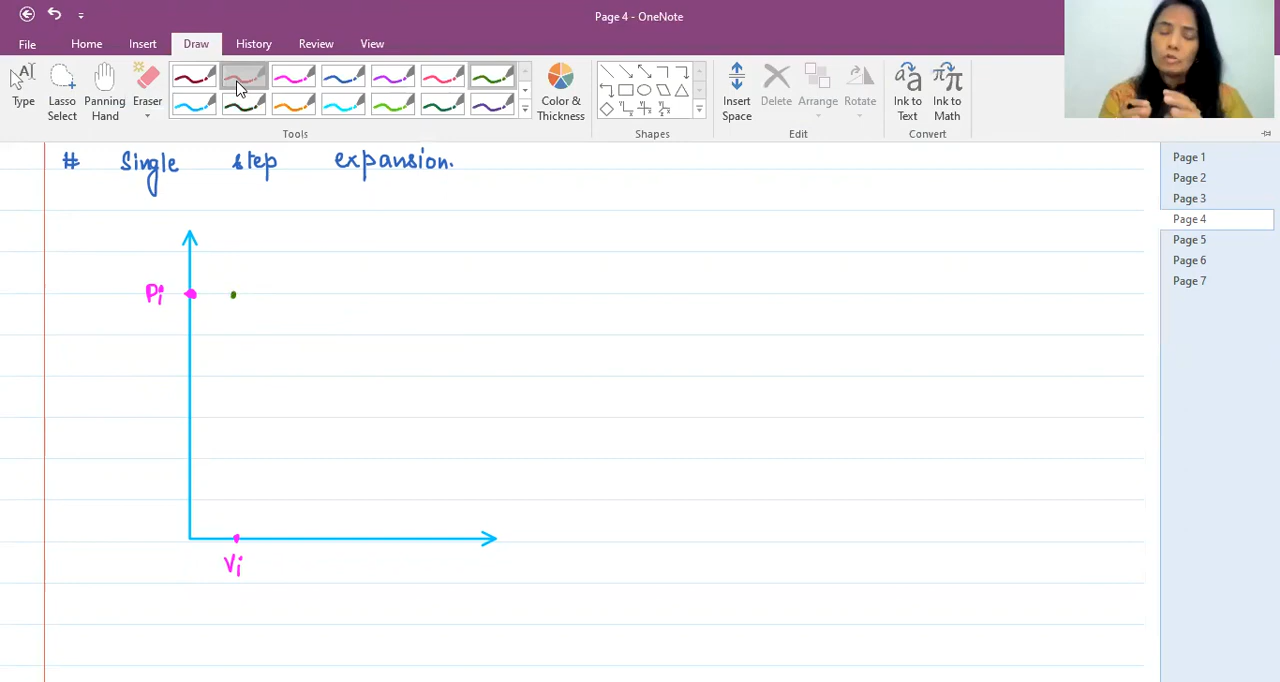 Page 4 - OneNote
File Home Insert Draw History Review View
Type Lasso Select Panning Hand Eraser Color & Thickness Insert Space Delete Arrange Rotate Ink to Text Ink to Math
Tools Shapes Edit Convert
# Single step expansion.
Pi
Vi
Page 1
Page 2
Page 3
Page 4
Page 5
Page 6
Page 7